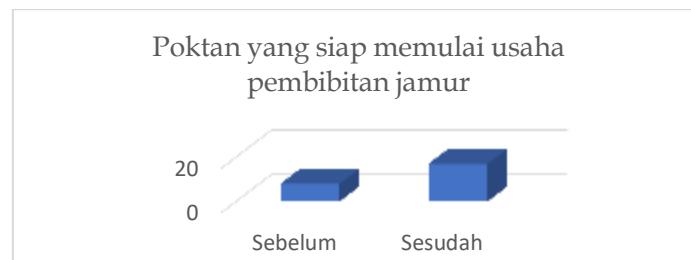 Poktan yang siap memulai usaha
pembibitan jamur
20
0
Sebelum
Sesudah